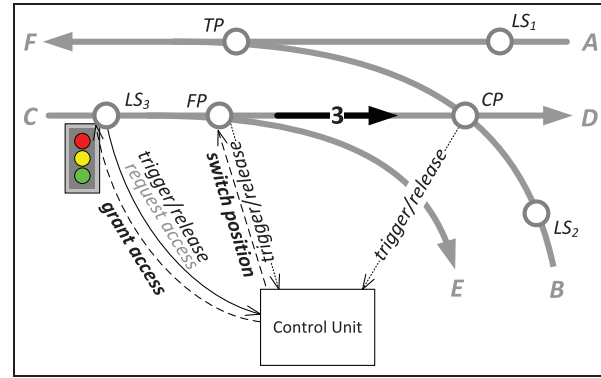 TP
LS1
F
A
C
LS3
FP
3
CP
D
trigger/release
request access
grant access
trigger/release
switch position
trigger/release
LS2
E
B
Control Unit